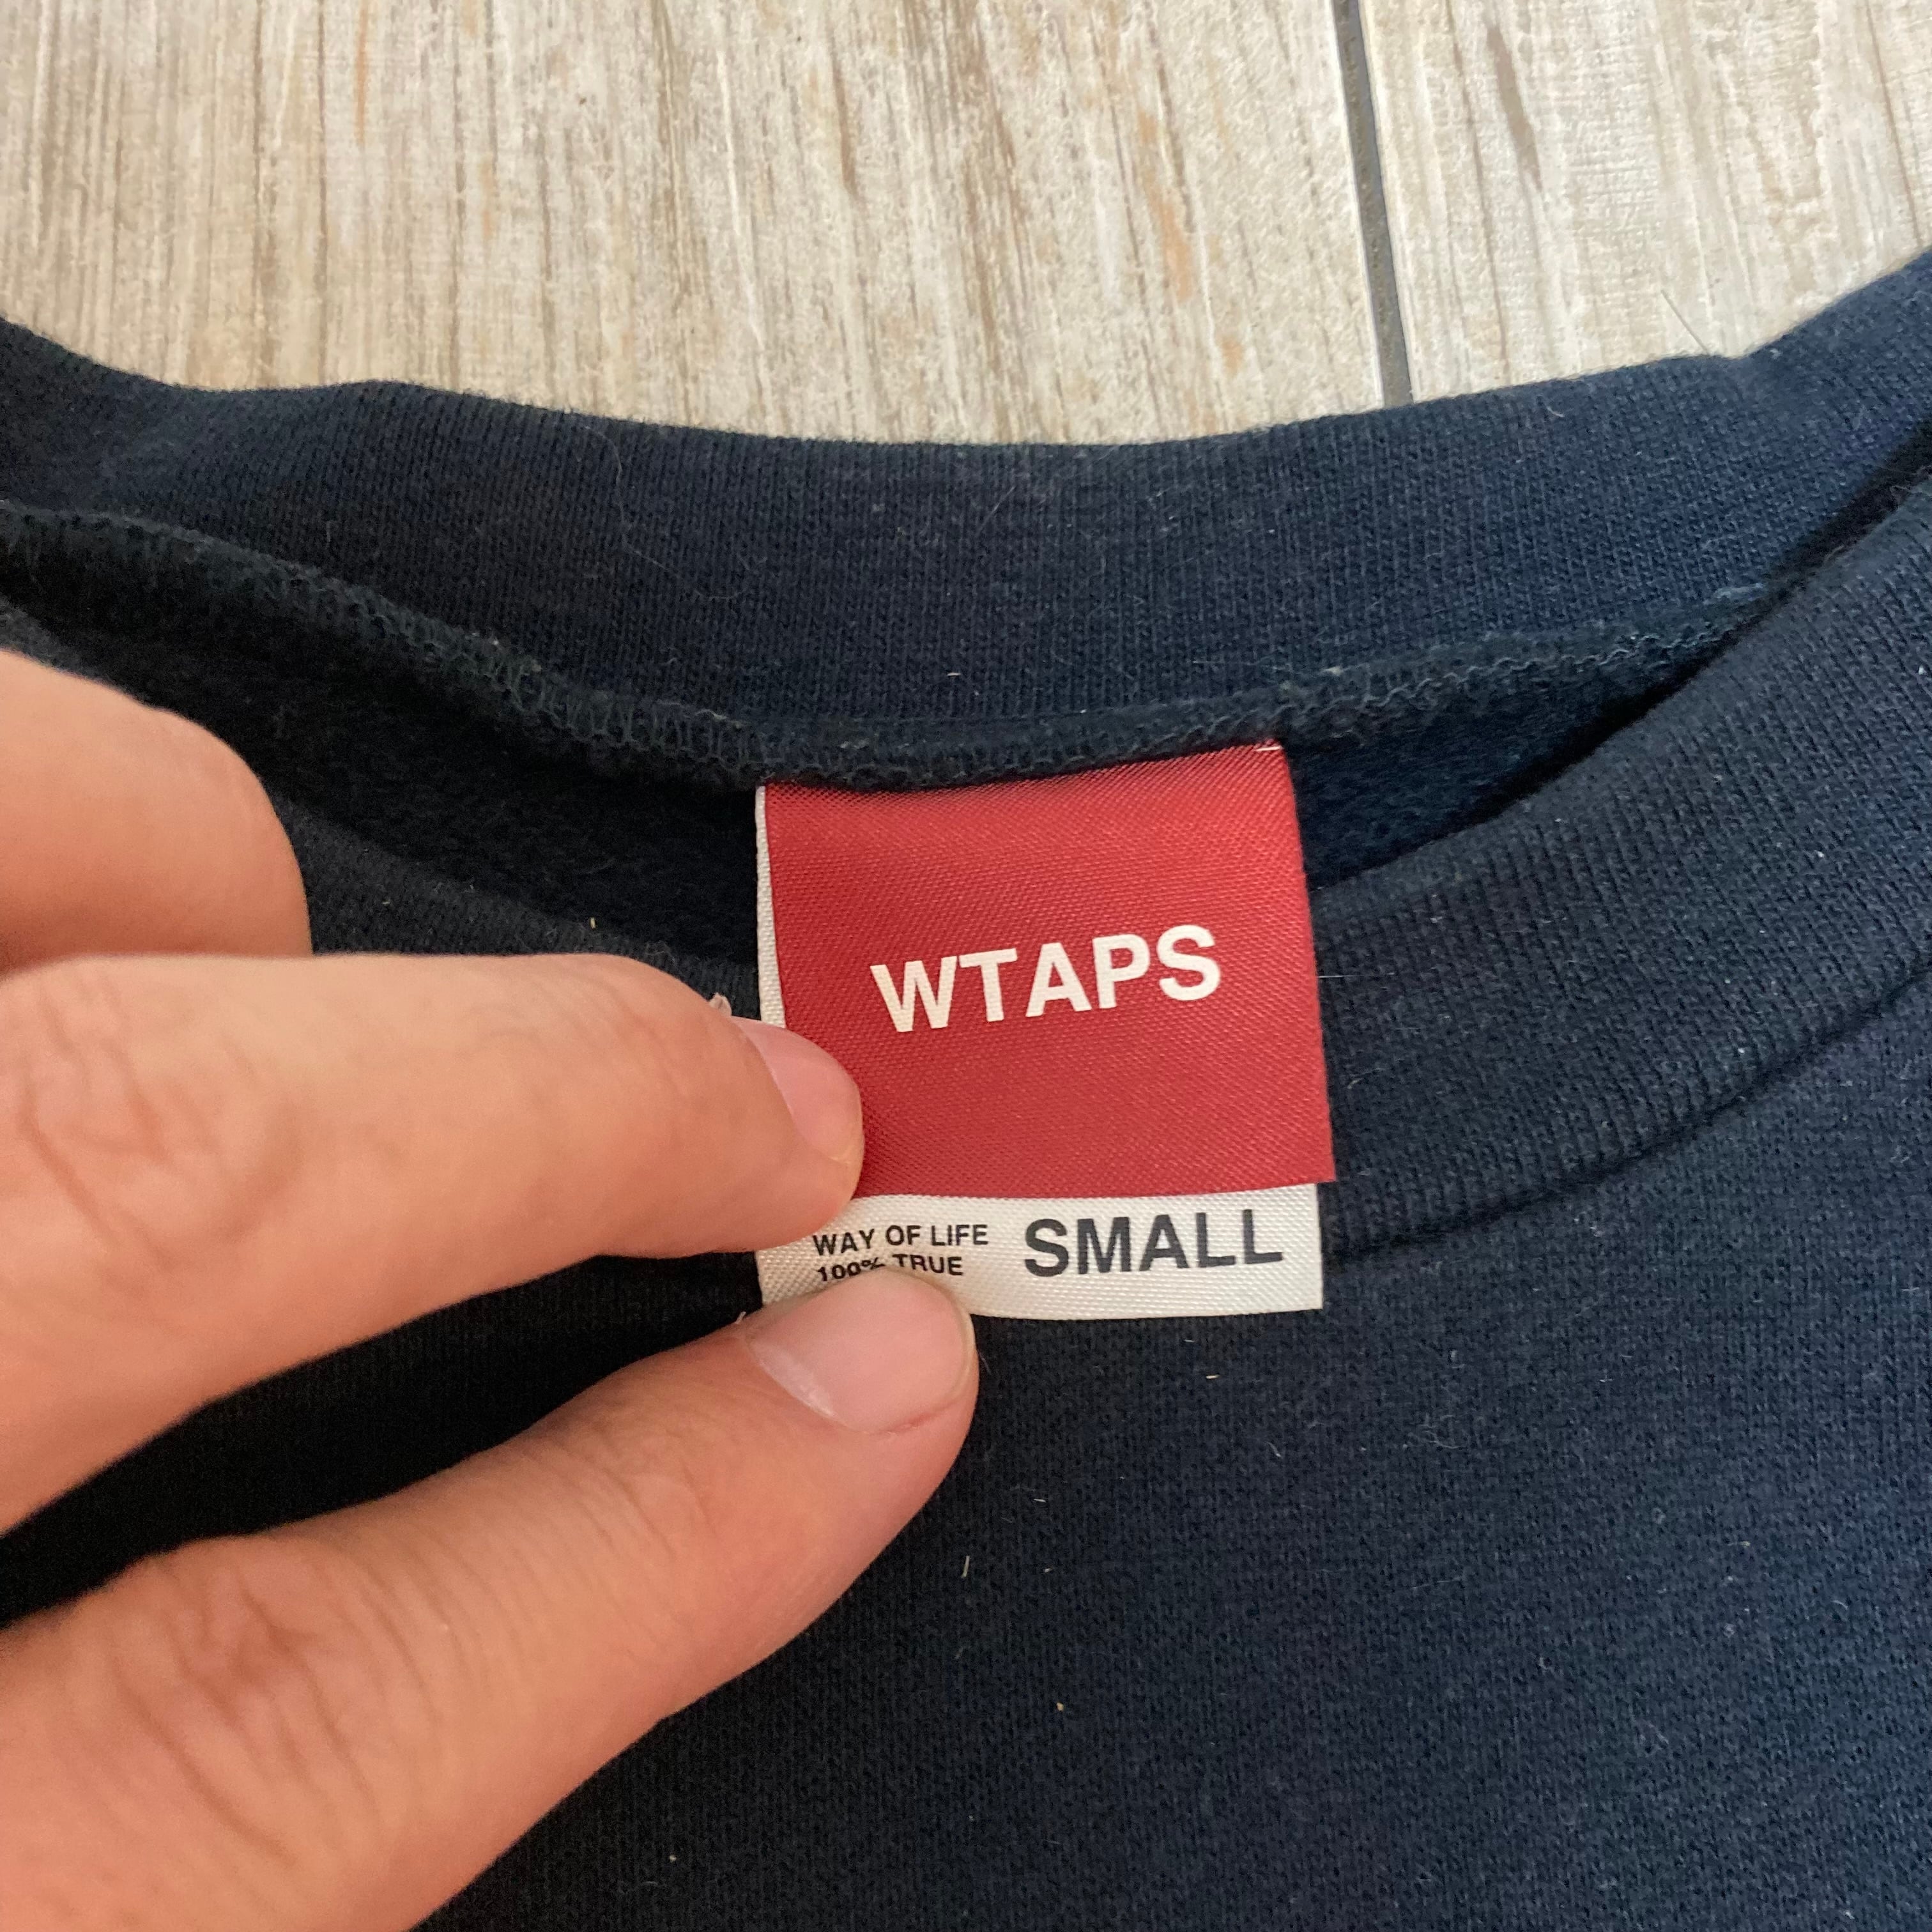 WTAPS
WAY OF LIFE SMALL
100% TRUE